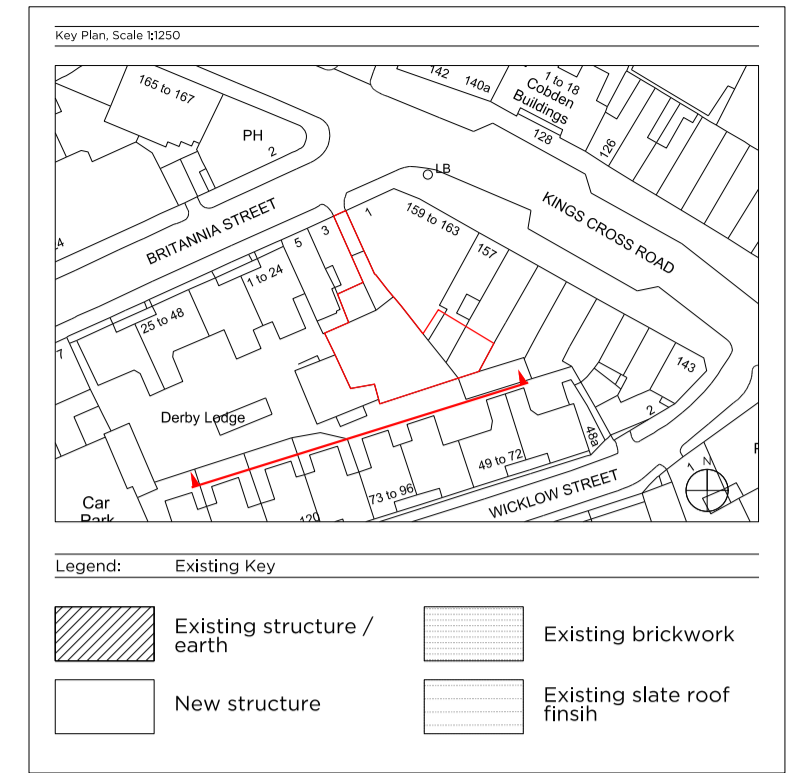 Key Plan, Scale 1:1250
165 to 167
PH
2
142
140a
1 to 18
Cobden
Buildings
128
126
LB
KINGS CROSS ROAD
BRITANNIA STREET
159 to 163
157
1
3
5
1 to 24
25 to 48
7
Derby Lodge
143
2
48a
49 to 72
73 to 96
120
WICKLOW STREET
Car
Park
1
N
Legend: Existing Key
Existing structure /
earth
Existing brickwork
New structure
Existing slate roof
finsih